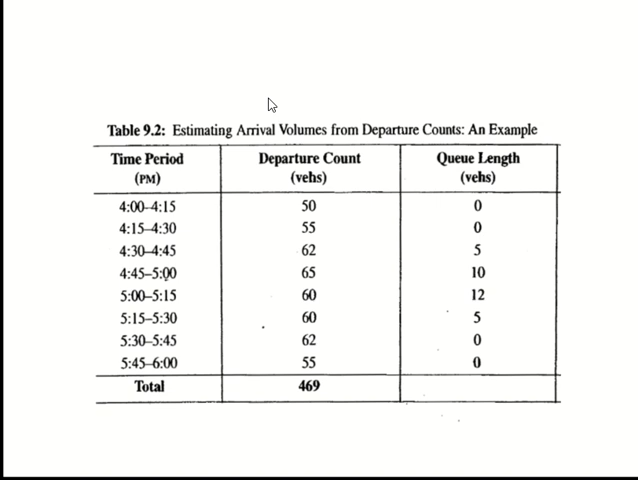 Table 9.2: Estimating Arrival Volumes from Departure Counts: An Example
Time Period Departure Count Queue Length
(PM) (vehs) (vehs)
4:00–4:15 50 0
4:15–4:30 55 0
4:30–4:45 62 5
4:45–5:00 65 10
5:00–5:15 60 12
5:15–5:30 60 5
5:30–5:45 62 0
5:45–6:00 55 0
Total 469